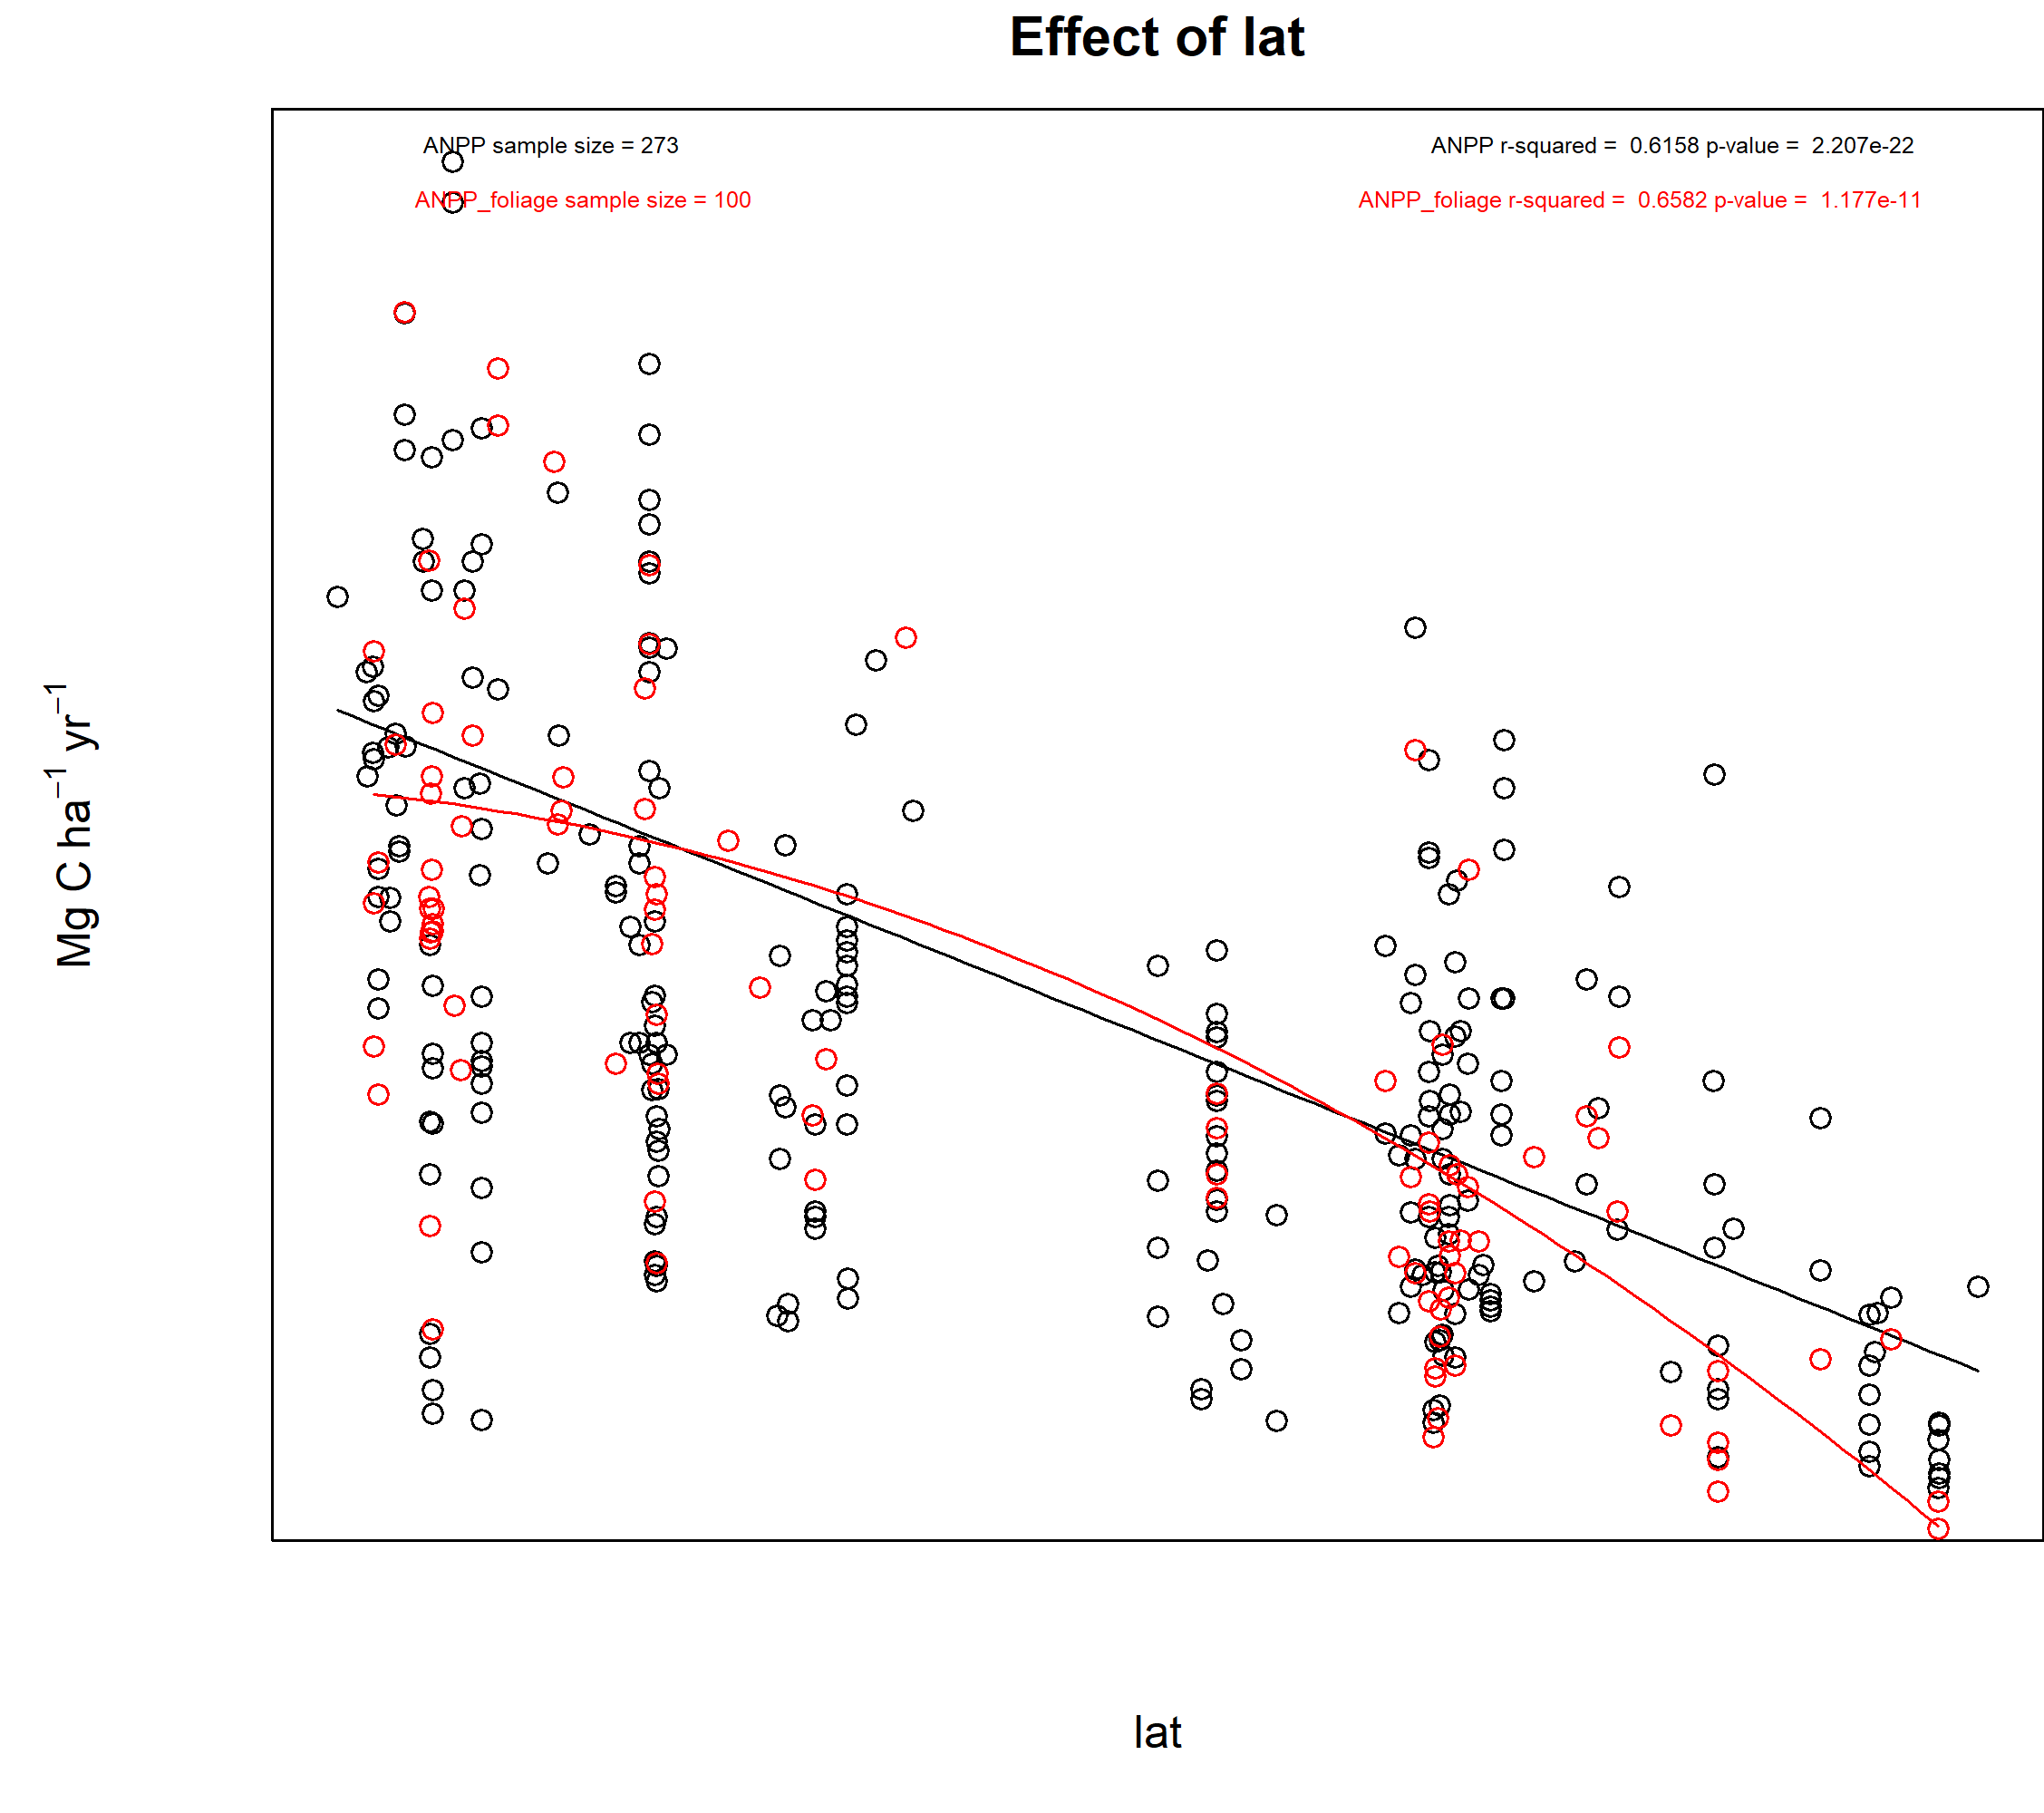 Effect of lat
ANPP sample size = 273
ANPP r-squared = 0.6158 p-value = 2.207e-22
ANPP_foliage sample size = 100
ANPP_foliage r-squared = 0.6582 p-value = 1.177e-11
Mg C ha⁻¹ yr⁻¹
lat